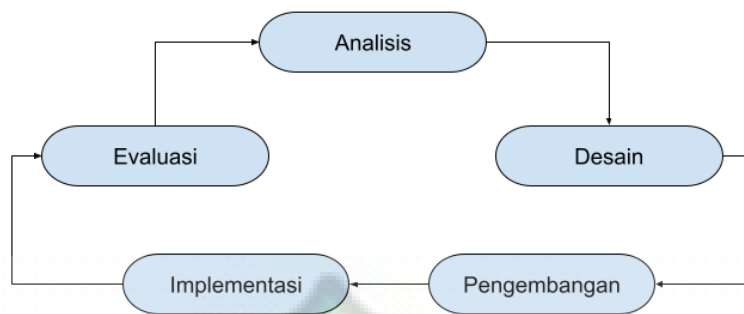 Analisis
Evaluasi
Desain
Implementasi
Pengembangan